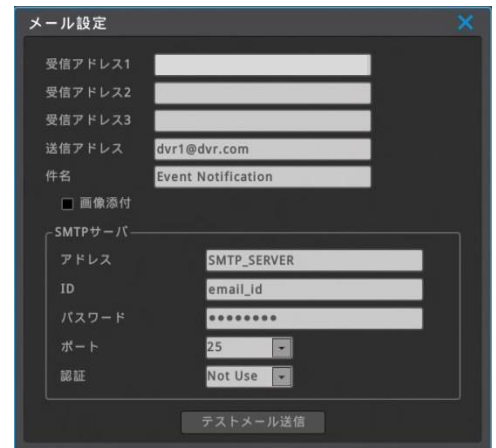 メール設定
受信アドレス1
受信アドレス2
受信アドレス3
送信アドレス dvr1@dvr.com
件名 Event Notification
画像添付
SMTPサーバ
アドレス SMTP_SERVER
ID email_id
パスワード ●●●●●●●●
ポート 25
認証 Not Use
テストメール送信